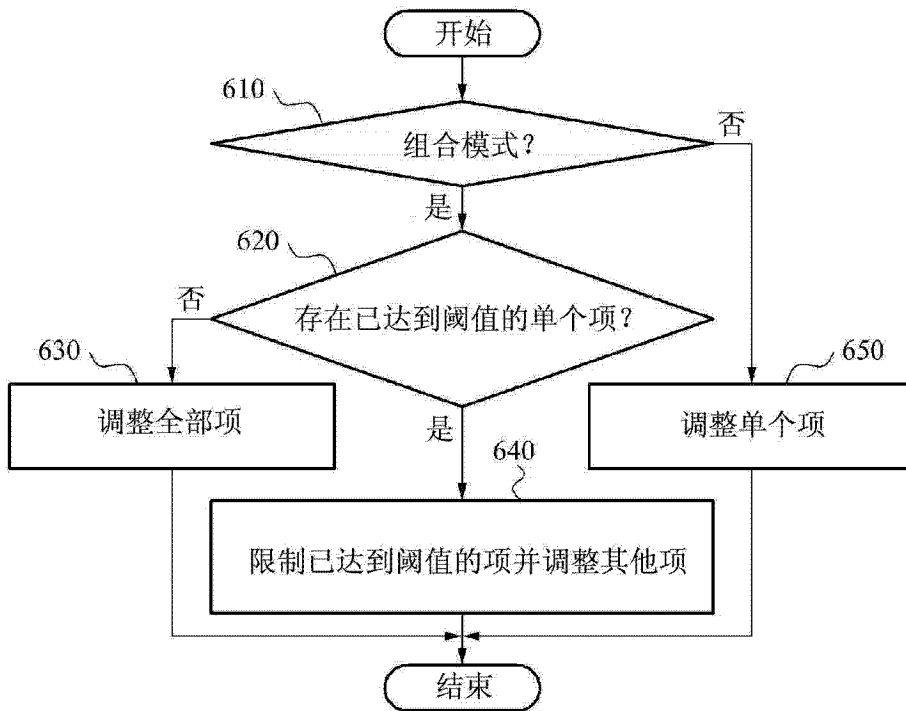 开始
610
组合模式？
否
是
620
存在已达到阈值的单个项？
否
630
650
调整全部项
是
调整单个项
640
限制已达到阈值的项并调整其他项
结束